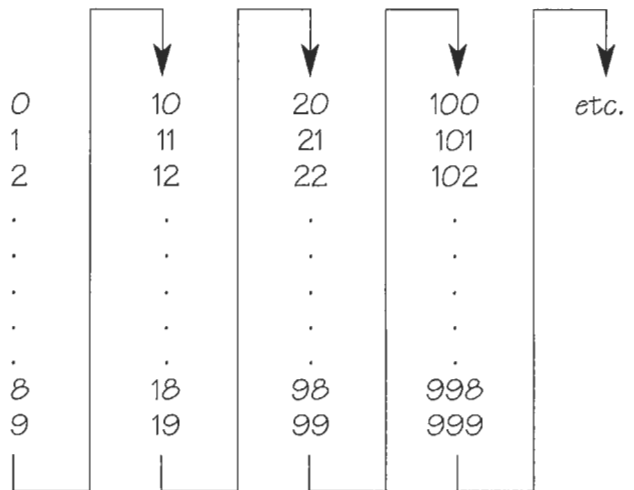 0 10 20 100 etc.
1 11 21 101
2 12 22 102
. . . .
. . . .
. . . .
. . . .
. . . .
8 18 98 998
9 19 99 999